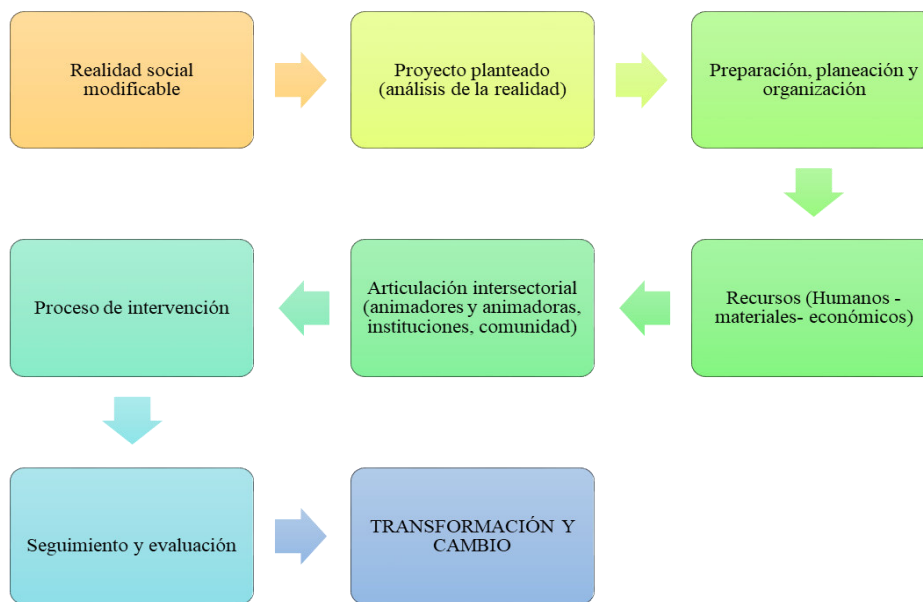 Realidad social
modificable
Proyecto planteado
(análisis de la realidad)
Preparación, planeación y
organización
Recursos (Humanos -
materiales- económicos)
Articulación intersectorial
(animadores y animadoras,
instituciones, comunidad)
Proceso de intervención
Seguimiento y evaluación
TRANSFORMACIÓN Y
CAMBIO